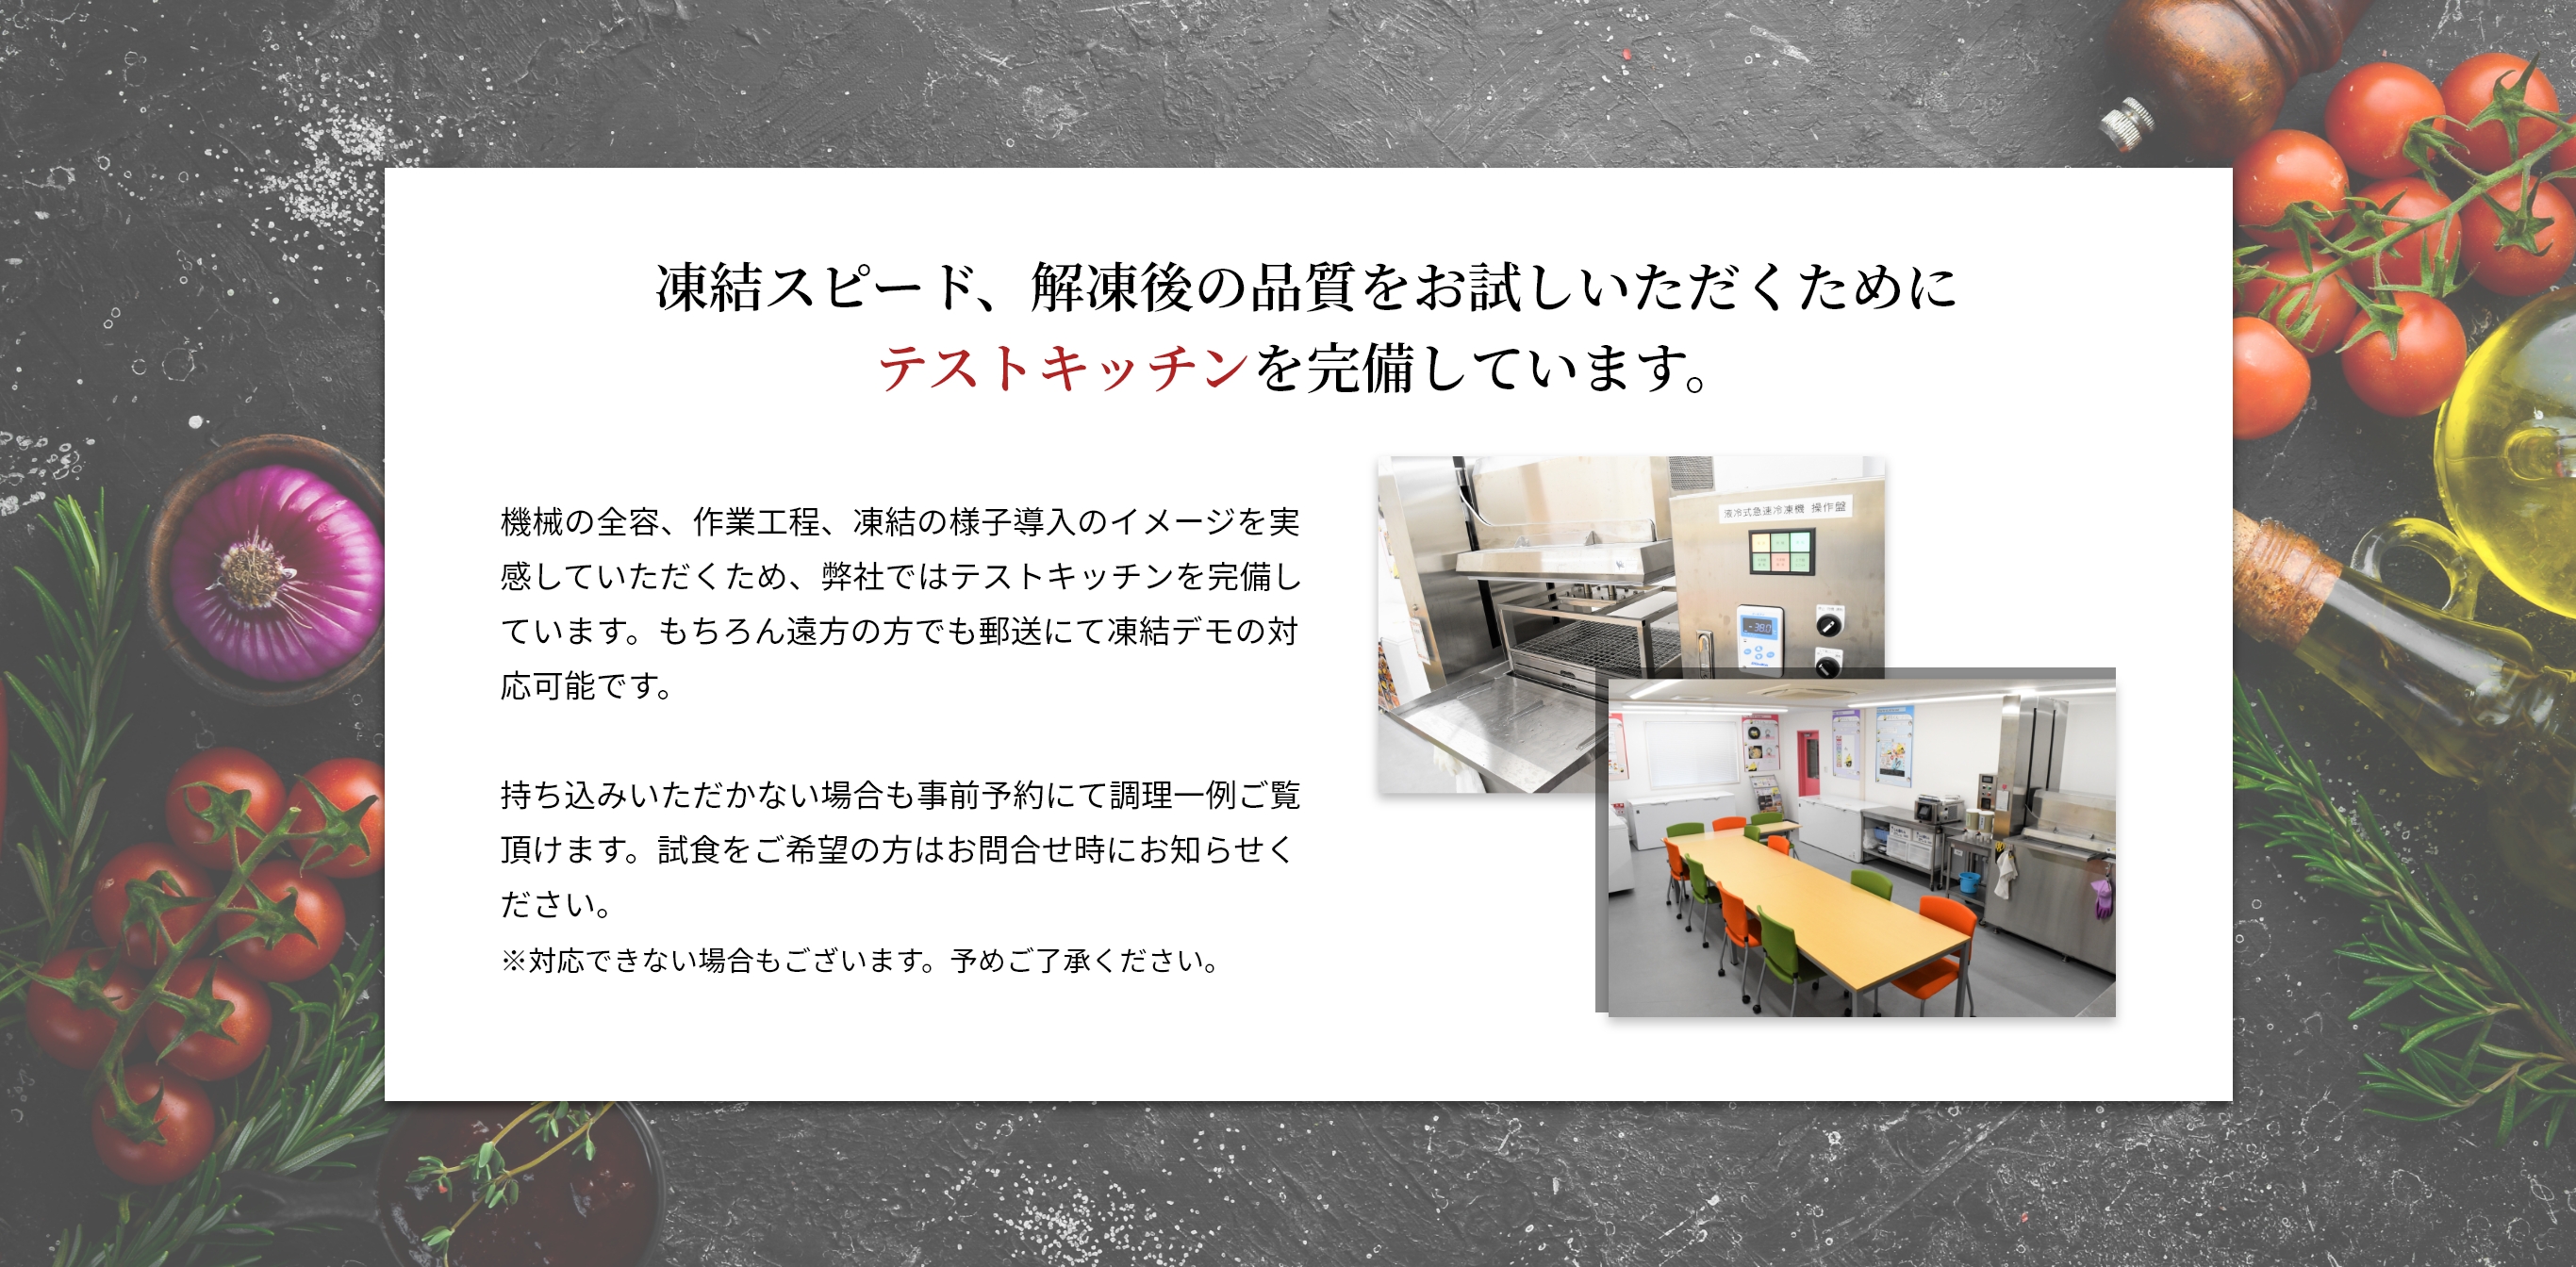 凍結スピード、解凍後の品質をお試しいただくために
テストキッチンを完備しています。
機械の全容、作業工程、凍結の様子導入のイメージを実
感していただくため、弊社ではテストキッチンを完備し
ています。もちろん遠方の方でも郵送にて凍結デモの対
応可能です。
持ち込みいただかない場合も事前予約にて調理一例ご覧
頂けます。試食をご希望の方はお問合せ時にお知らせく
ださい。
※対応できない場合もございます。予めご了承ください。
液冷式急速冷凍機 操作盤
-38.0